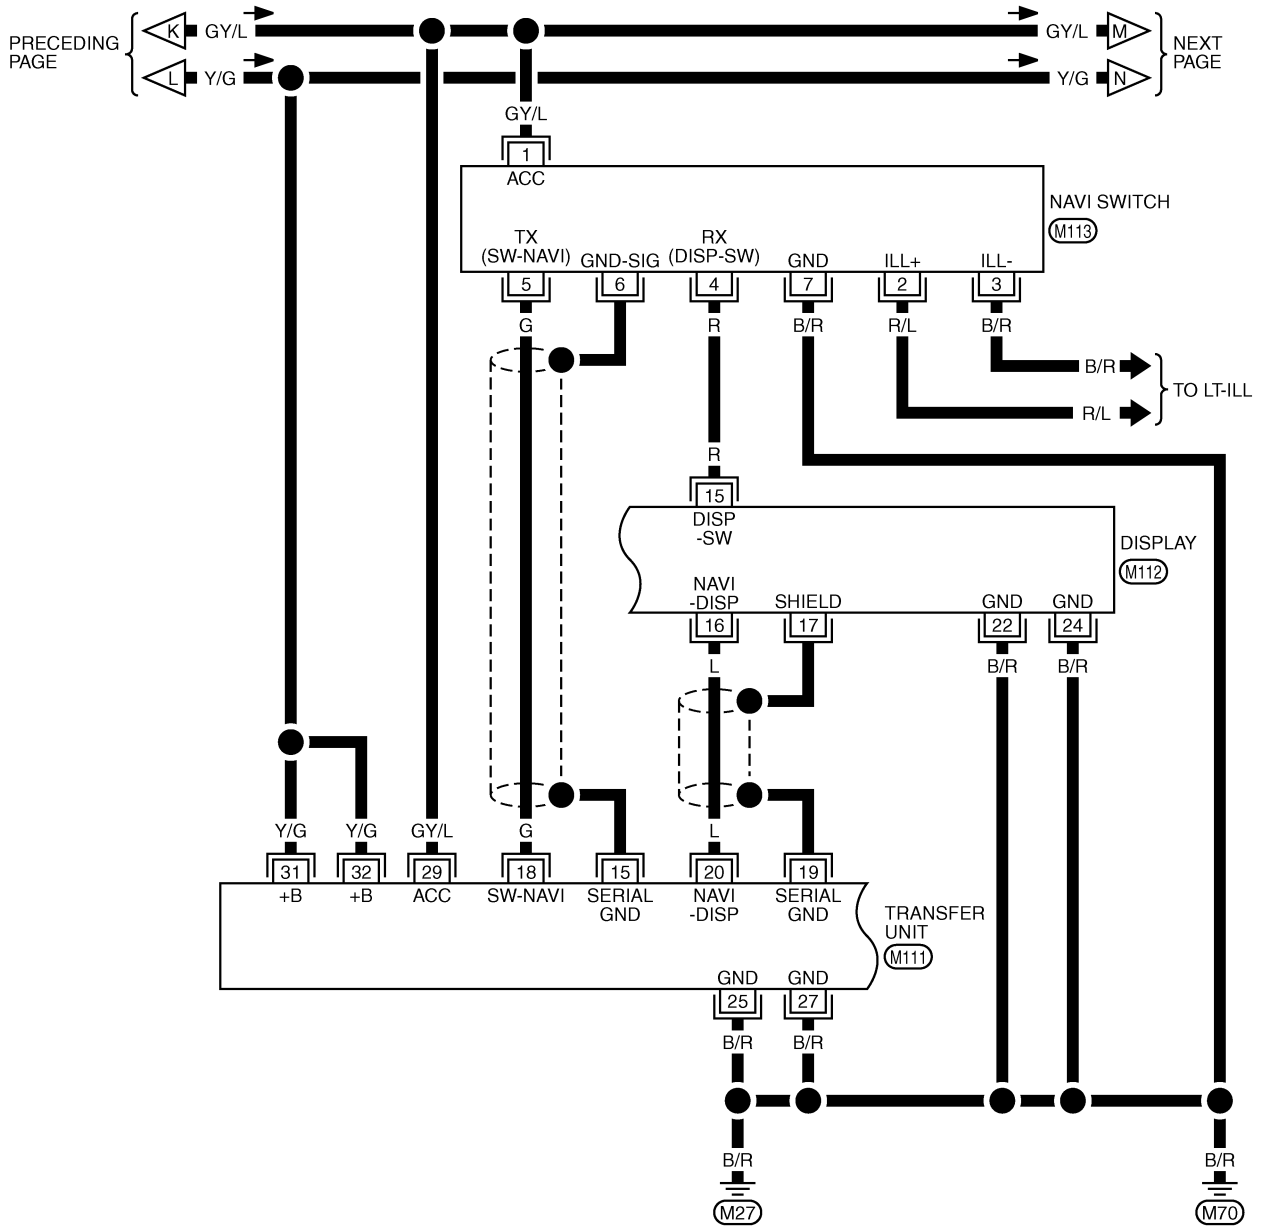 PRECEDING
PAGE
K
GY/L
GY/L
M
L
Y/G
Y/G
N
NEXT
PAGE
GY/L
1
ACC
NAVI SWITCH
M113
TX
(SW-NAVI)
GND-SIG
RX
(DISP-SW)
GND
ILL+
ILL-
5
6
4
7
2
3
G
R
B/R
R/L
B/R
B/R
R/L
TO LT-ILL
R
15
DISP
-SW
DISPLAY
M112
NAVI
-DISP
SHIELD
GND
GND
16
17
22
24
L
B/R
B/R
Y/G
Y/G
GY/L
G
L
31
32
29
18
15
20
19
+B
+B
ACC
SW-NAVI
SERIAL
GND
NAVI
-DISP
SERIAL
GND
TRANSFER
UNIT
M111
GND
GND
25
27
B/R
B/R
B/R
B/R
M27
M70